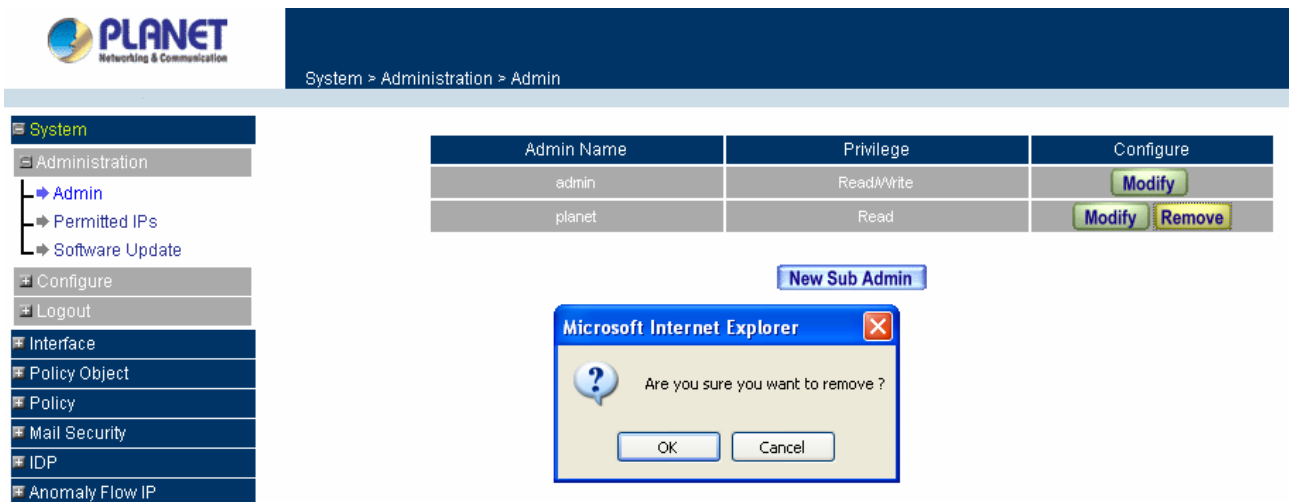 PLANET
Networking & Communication
System > Administration > Admin
System
Administration
Admin
Permitted IPs
Software Update
Configure
Logout
Interface
Policy Object
Policy
Mail Security
IDP
Anomaly Flow IP
Admin Name Privilege Configure
admin Read/Write Modify
planet Read Modify Remove
New Sub Admin
Microsoft Internet Explorer
Are you sure you want to remove ?
OK Cancel